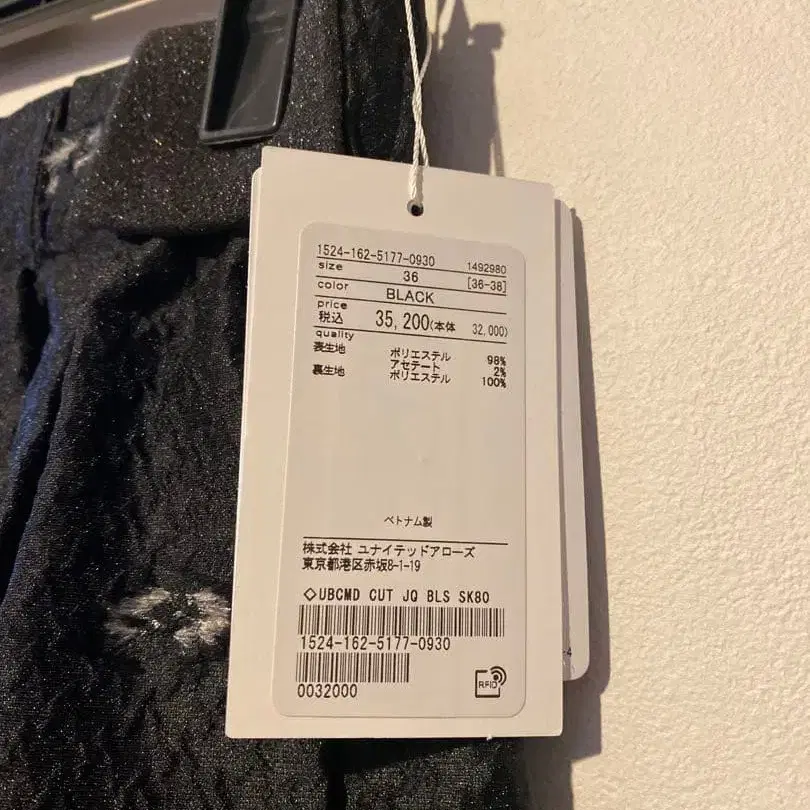 1524-162-5177-0930 1492980
size 36 [36-38]
color BLACK
price
税込 35,200(本体 32,000)
quality
表生地 ポリエステル 98%
アセテート 2%
裏生地 ポリエステル 100%
ベトナム製
株式会社 ユナイテッドアローズ
東京都港区赤坂8-1-19
◇UBCMD CUT JQ BLS SK80
1524-162-5177-0930
0032000
RFID
-4